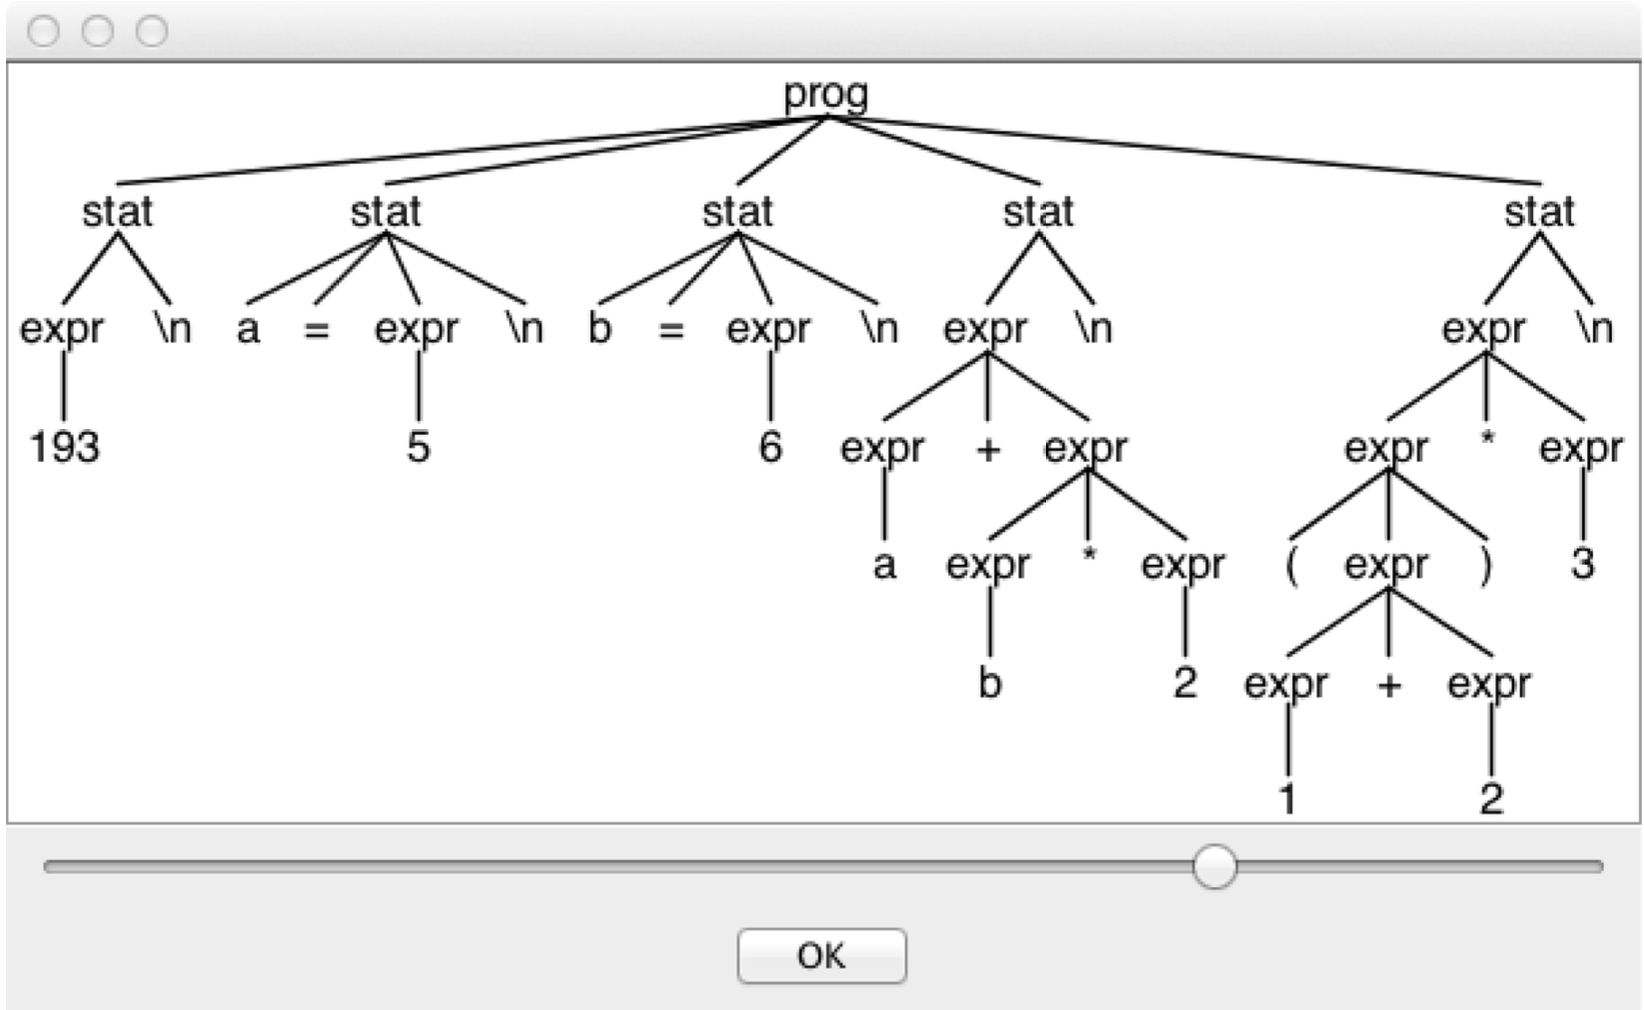 prog
stat stat stat stat stat
expr \n a = expr \n b = expr \n expr \n expr \n
193 5 6 expr + expr expr * expr
a expr * expr ( expr ) 3
b 2 expr + expr
1 2
OK